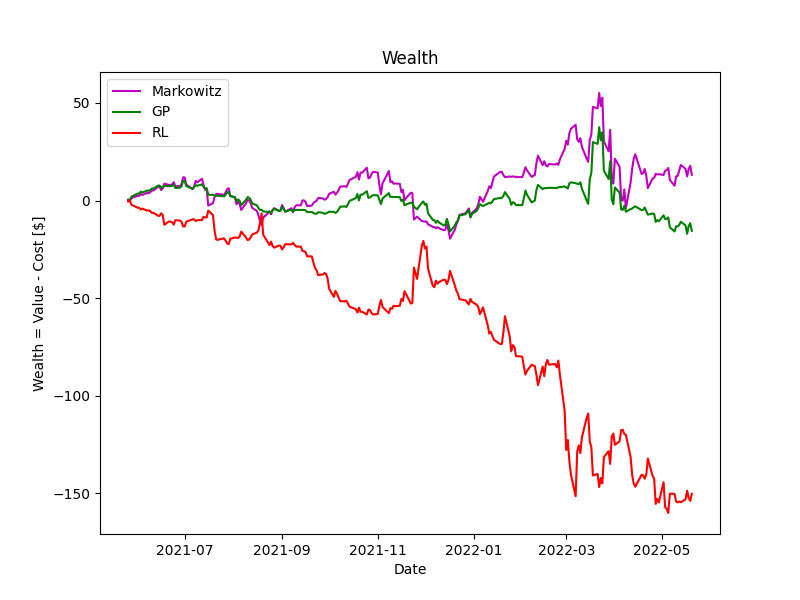 Wealth
Markowitz
GP
RL
Wealth = Value - Cost [$]
50
0
−50
−100
−150
2021-07
2021-09
2021-11
2022-01
2022-03
2022-05
Date